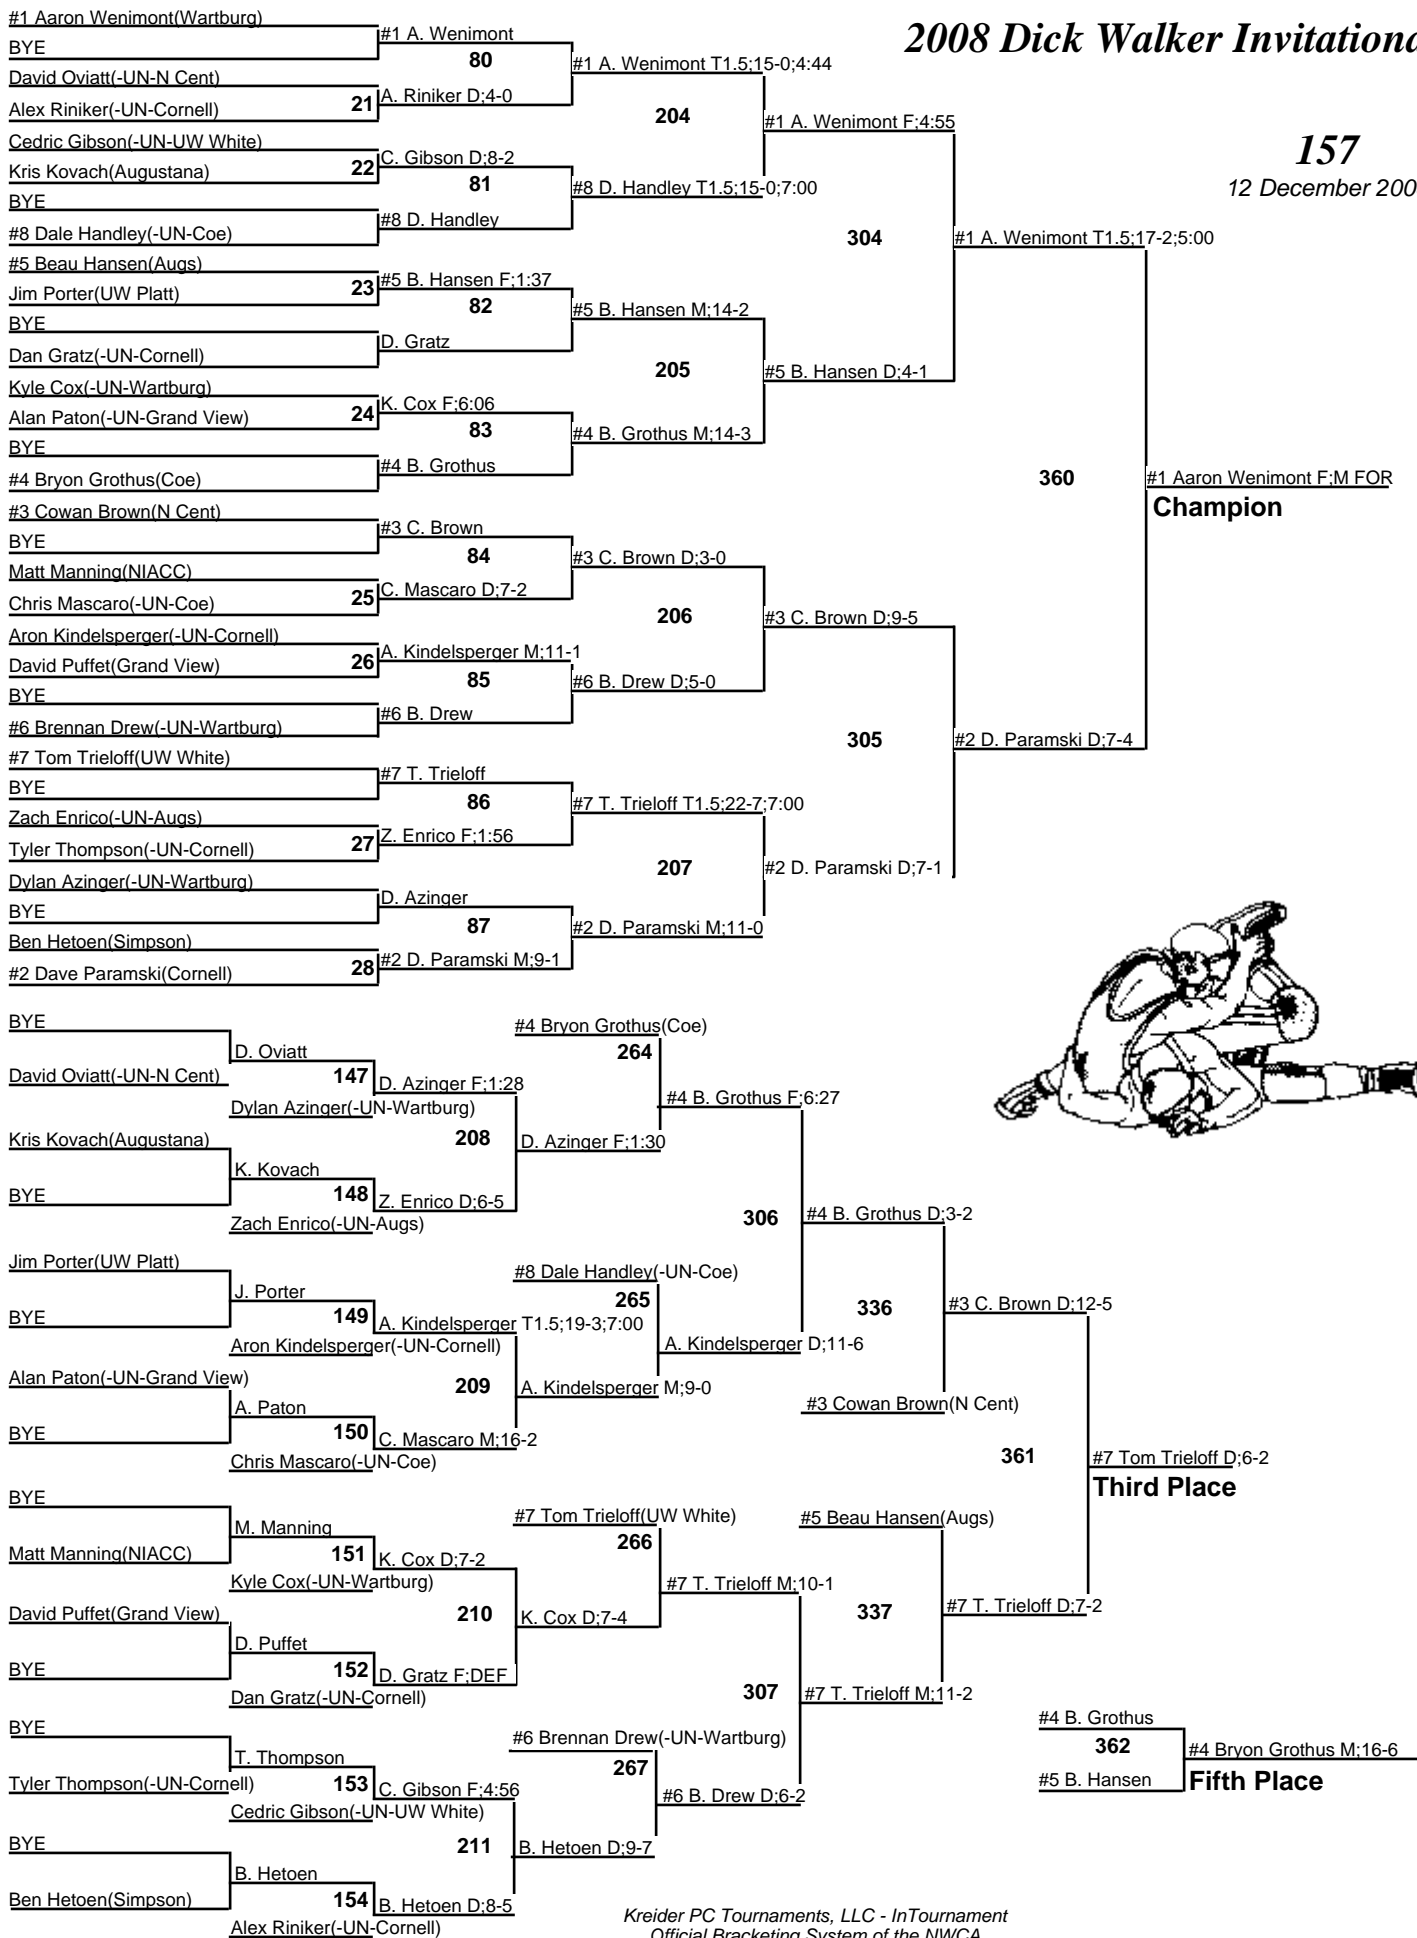 2008 Dick Walker Invitationa
157
12 December 200
#1 Aaron Wenimont(Wartburg)
BYE
David Oviatt(-UN-N Cent)
Alex Riniker(-UN-Cornell)
Cedric Gibson(-UN-UW White)
Kris Kovach(Augustana)
BYE
#8 Dale Handley(-UN-Coe)
#5 Beau Hansen(Augs)
Jim Porter(UW Platt)
BYE
Dan Gratz(-UN-Cornell)
Kyle Cox(-UN-Wartburg)
Alan Paton(-UN-Grand View)
BYE
#4 Bryon Grothus(Coe)
#3 Cowan Brown(N Cent)
BYE
Matt Manning(NIACC)
Chris Mascaro(-UN-Coe)
Aron Kindelsperger(-UN-Cornell)
David Puffet(Grand View)
BYE
#6 Brennan Drew(-UN-Wartburg)
#7 Tom Trieloff(UW White)
BYE
Zach Enrico(-UN-Augs)
Tyler Thompson(-UN-Cornell)
Dylan Azinger(-UN-Wartburg)
BYE
Ben Hetoen(Simpson)
#2 Dave Paramski(Cornell)
21
22
23
24
25
26
27
28
#1 A. Wenimont
80
A. Riniker D;4-0
C. Gibson D;8-2
81
#8 D. Handley
#5 B. Hansen F;1:37
82
D. Gratz
K. Cox F;6:06
83
#4 B. Grothus
#3 C. Brown
84
C. Mascaro D;7-2
A. Kindelsperger M;11-1
85
#6 B. Drew
#7 T. Trieloff
86
Z. Enrico F;1:56
D. Azinger
87
#2 D. Paramski M;9-1
#1 A. Wenimont T1.5;15-0;4:44
204
#8 D. Handley T1.5;15-0;7:00
#5 B. Hansen M;14-2
205
#4 B. Grothus M;14-3
#3 C. Brown D;3-0
206
#6 B. Drew D;5-0
#7 T. Trieloff T1.5;22-7;7:00
207
#2 D. Paramski M;11-0
#1 A. Wenimont F;4:55
304
#5 B. Hansen D;4-1
#3 C. Brown D;9-5
305
#2 D. Paramski D;7-1
#1 A. Wenimont T1.5;17-2;5:00
360
#2 D. Paramski D;7-4
#1 Aaron Wenimont F;M FOR
Champion
BYE
David Oviatt(-UN-N Cent)
Kris Kovach(Augustana)
BYE
Jim Porter(UW Platt)
BYE
Alan Paton(-UN-Grand View)
BYE
BYE
Matt Manning(NIACC)
David Puffet(Grand View)
BYE
BYE
Tyler Thompson(-UN-Cornell)
BYE
Ben Hetoen(Simpson)
D. Oviatt
147
Dylan Azinger(-UN-Wartburg)
K. Kovach
148
Zach Enrico(-UN-Augs)
J. Porter
149
Aron Kindelsperger(-UN-Cornell)
A. Paton
150
Chris Mascaro(-UN-Coe)
M. Manning
151
Kyle Cox(-UN-Wartburg)
D. Puffet
152
Dan Gratz(-UN-Cornell)
T. Thompson
153
Cedric Gibson(-UN-UW White)
B. Hetoen
154
Alex Riniker(-UN-Cornell)
D. Azinger F;1:28
208
Z. Enrico D;6-5
A. Kindelsperger T1.5;19-3;7:00
209
C. Mascaro M;16-2
K. Cox D;7-2
210
D. Gratz F;DEF
C. Gibson F;4:56
211
B. Hetoen D;8-5
#4 Bryon Grothus(Coe)
264
D. Azinger F;1:30
#8 Dale Handley(-UN-Coe)
265
A. Kindelsperger M;9-0
#7 Tom Trieloff(UW White)
266
K. Cox D;7-4
#6 Brennan Drew(-UN-Wartburg)
267
B. Hetoen D;9-7
#4 B. Grothus F;6:27
306
A. Kindelsperger D;11-6
#7 T. Trieloff M;10-1
307
#6 B. Drew D;6-2
#4 B. Grothus D;3-2
336
#3 Cowan Brown(N Cent)
#5 Beau Hansen(Augs)
337
#7 T. Trieloff M;11-2
#3 C. Brown D;12-5
361
#7 T. Trieloff D;7-2
#7 Tom Trieloff D;6-2
Third Place
#4 B. Grothus
362
#5 B. Hansen
#4 Bryon Grothus M;16-6
Fifth Place
Kreider PC Tournaments, LLC - InTournament
Official Bracketing System of the NWCA